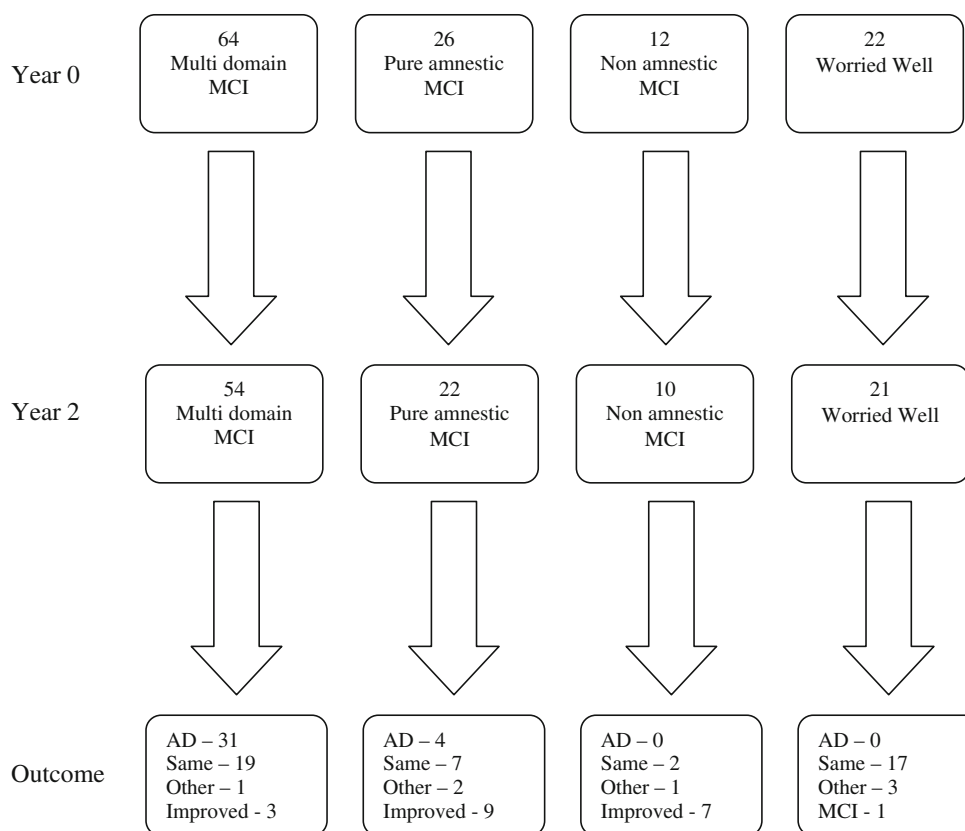 Year 0
64
Multi domain
MCI
26
Pure amnestic
MCI
12
Non amnestic
MCI
22
Worried Well
Year 2
54
Multi domain
MCI
22
Pure amnestic
MCI
10
Non amnestic
MCI
21
Worried Well
Outcome
AD – 31
Same – 19
Other – 1
Improved - 3
AD – 4
Same – 7
Other – 2
Improved - 9
AD – 0
Same – 2
Other – 1
Improved - 7
AD – 0
Same – 17
Other – 3
MCI - 1